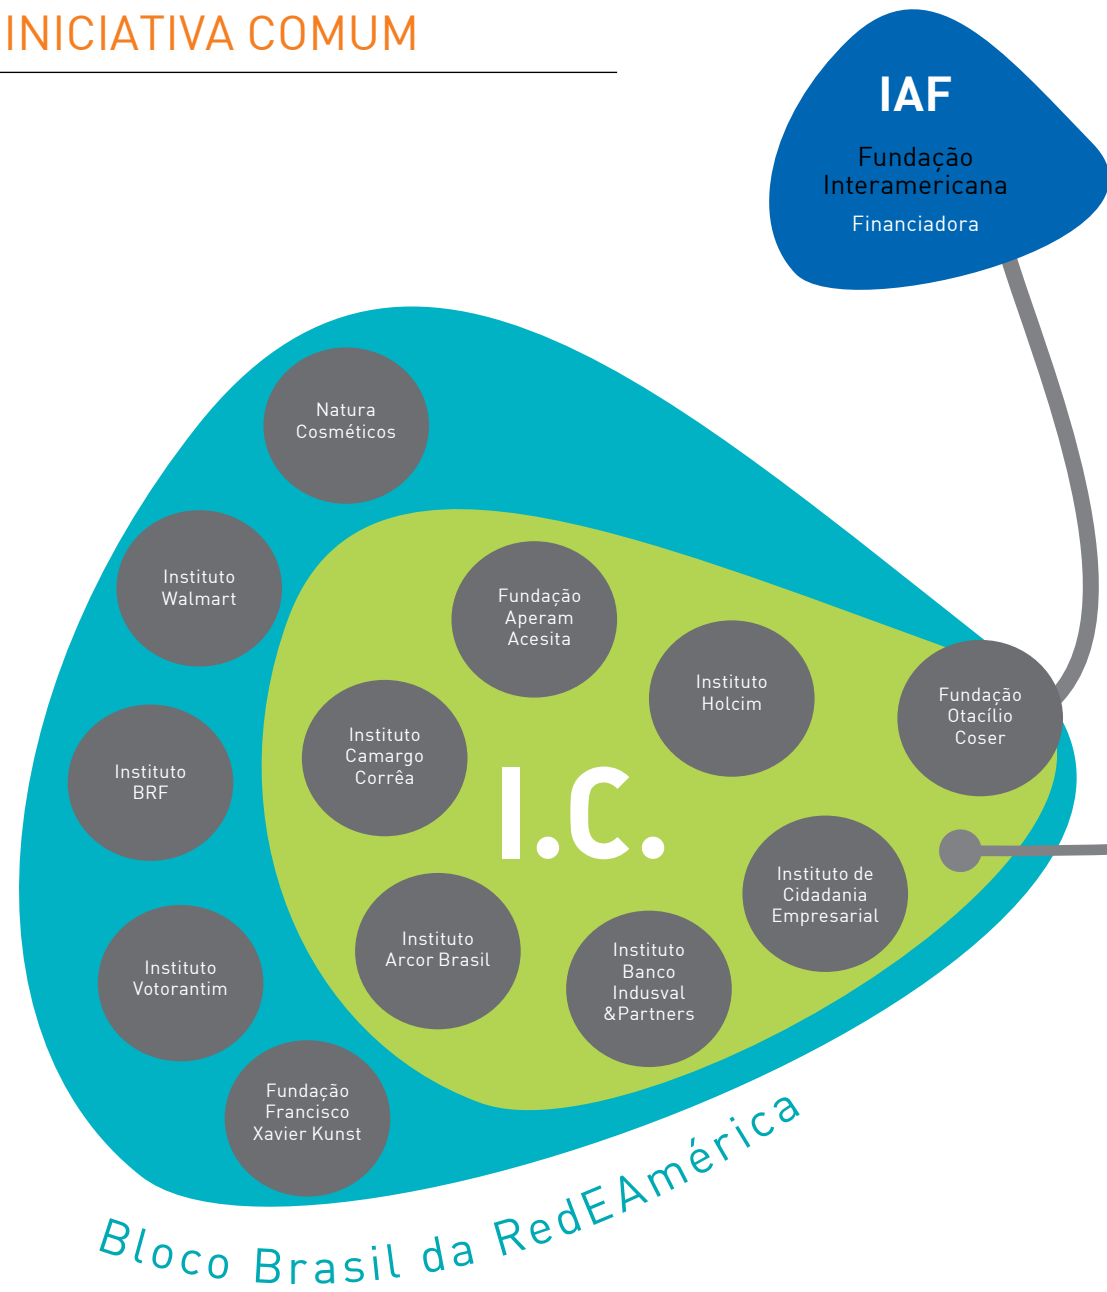 INICIATIVA COMUM
IAF
Fundação
Interamericana
Financiadora
Natura
Cosméticos
Instituto
Walmart
Fundação
Aperam
Acesita
Instituto
Holcim
Fundação
Otacílio
Coser
Instituto
Camargo
Corrêa
Instituto
BRF
I.C.
Instituto de
Cidadania
Empresarial
Instituto
Arcor Brasil
Instituto
Banco
Indusval
&Partners
Instituto
Votorantim
Fundação
Francisco
Xavier Kunst
Bloco Brasil da RedEAmérica